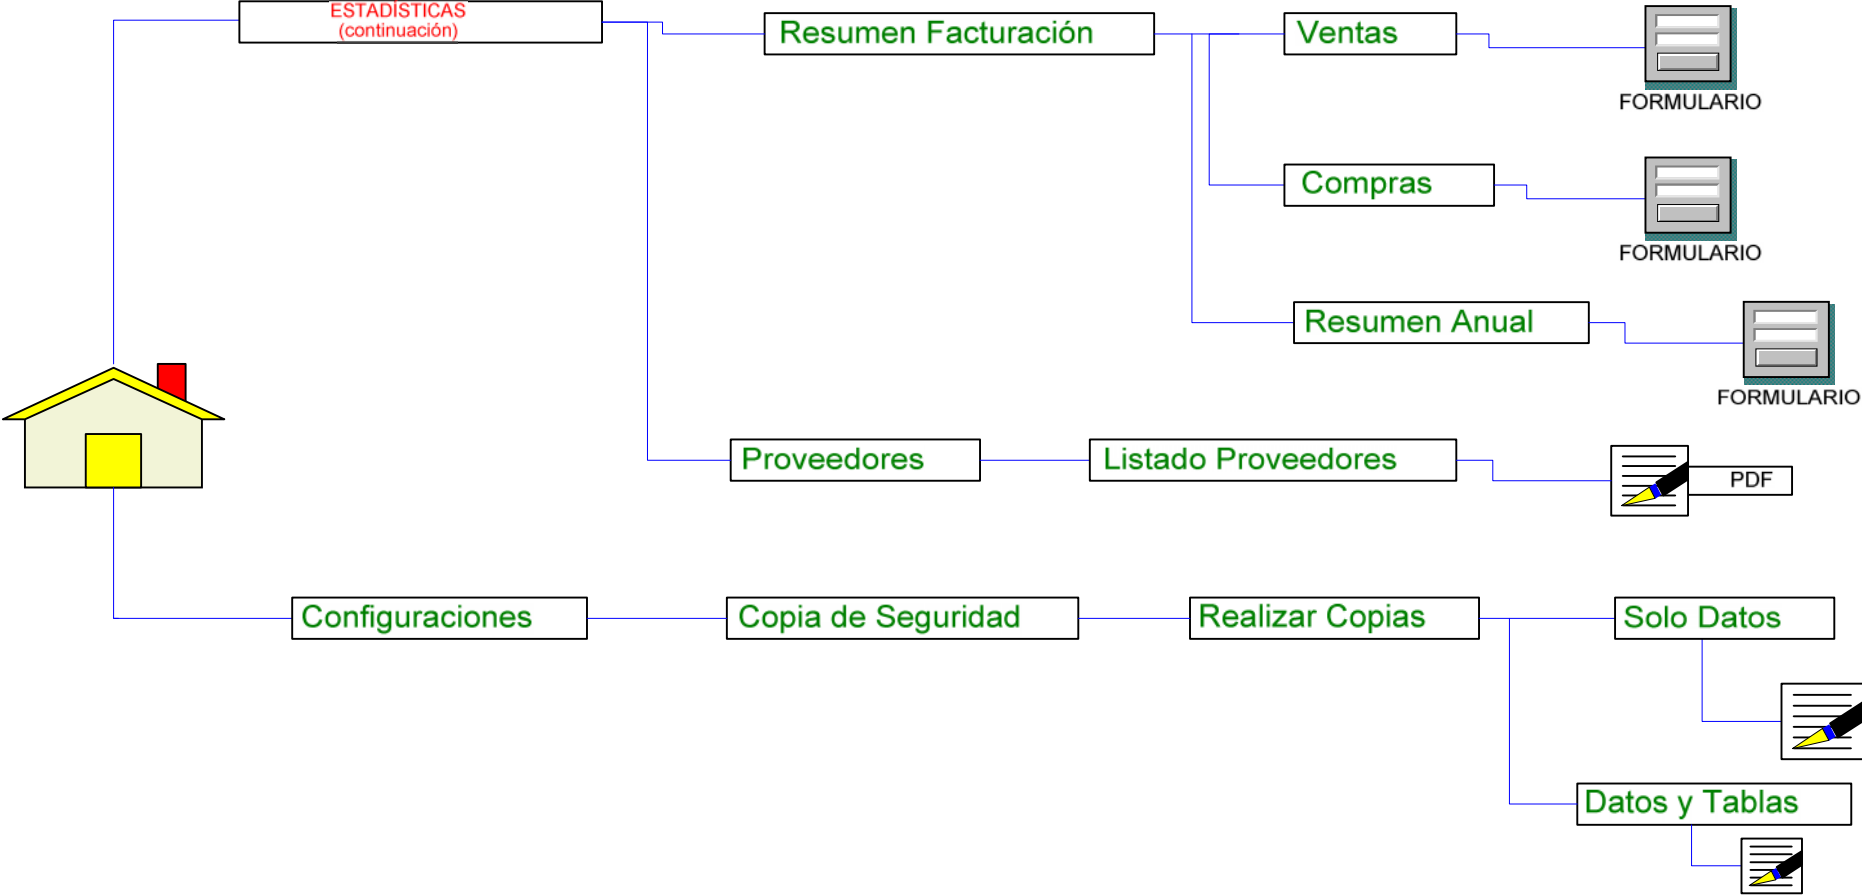 ESTADÍSTICAS
(continuación)
Resumen Facturación
Ventas
FORMULARIO
Compras
FORMULARIO
Resumen Anual
FORMULARIO
Proveedores
Listado Proveedores
PDF
Configuraciones
Copia de Seguridad
Realizar Copias
Solo Datos
Datos y Tablas